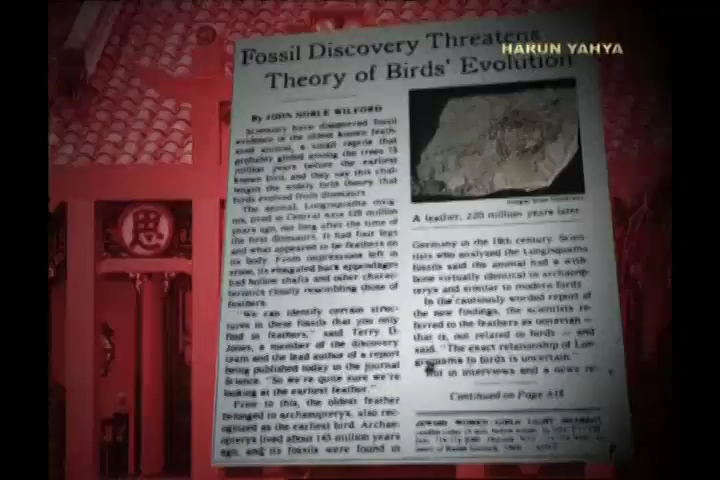 HARUN YAHYA
Fossil Discovery Threatens
Theory of Birds' Evolution
By JOHN NOBLE WILFORD
Scientists have discovered fossil
evidence of the oldest known feath-
ered animal, a small reptile that
probably glided among the trees 75
million years before the earliest
known bird, and they say this chal-
lenges the widely held theory that
birds evolved from dinosaurs.
The animal, Longisquama insig-
nis, lived in Central Asia 220 million
years ago, not long after the time of
the first dinosaurs. It had four legs
and what appeared to be feathers on
its body. From impressions left in
stone, its elongated back appendages
had hollow shafts and other charac-
teristics closely resembling those of
feathers.
"We can identify certain struc-
tures in these fossils that you only
find in feathers," said Terry D.
Jones, a member of the discovery
team and the lead author of a report
being published today in the journal
Science. "So we're quite sure we're
looking at the earliest feather."
Prior to this, the oldest feather
belonged to archaeopteryx, also rec-
ognized as the earliest bird. Archae-
opteryx lived about 145 million years
ago, and its fossils were found in
A feather, 220 million years later.
Germany in the 19th century. Scien-
tists who analyzed the Longisquama
fossils said the animal had a wish-
bone virtually identical to archaeop-
teryx and similar to modern birds.
In the cautiously worded report of
the new findings, the scientists re-
ferred to the feathers as nonavian —
that is, not related to birds — and
said, "The exact relationship of Lon-
gisquama to birds is uncertain."
But in interviews and a news re-
Continued on Page A18
思